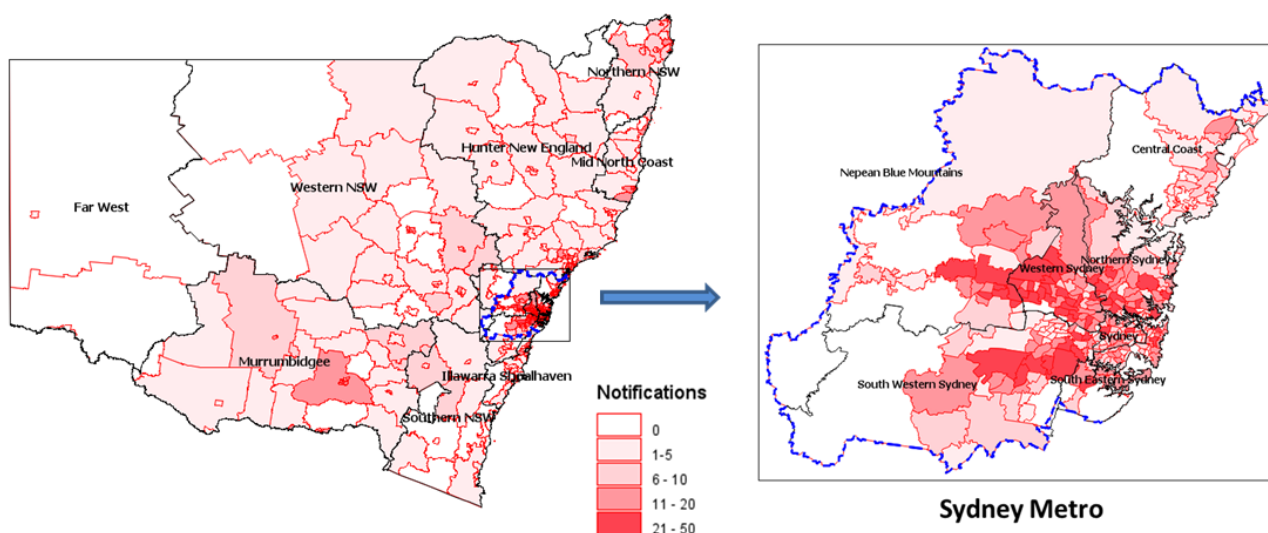 Northern NSW
Hunter New England
Mid North Coast
Western NSW
Far West
Murrumbidgee
Illawarra Shoalhaven
Southern NSW
Notifications
0
1-5
6 - 10
11 - 20
21 - 50
Central Coast
Nepean Blue Mountains
Northern Sydney
Western Sydney
Sydney
South Western Sydney
South Eastern Sydney
Sydney Metro